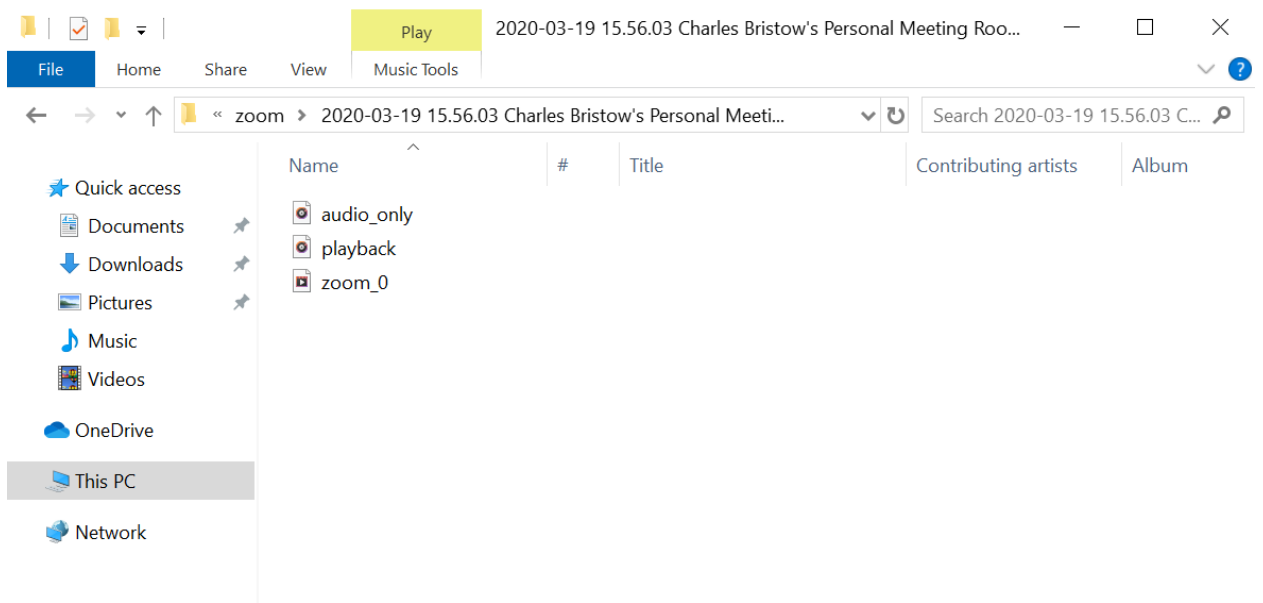 Play 2020-03-19 15.56.03 Charles Bristow's Personal Meeting Roo...
File Home Share View Music Tools ?
« zoom > 2020-03-19 15.56.03 Charles Bristow's Personal Meeti... Search 2020-03-19 15.56.03 C...
Name # Title Contributing artists Album
Quick access
Documents
Downloads
Pictures
Music
Videos
OneDrive
This PC
Network
audio_only
playback
zoom_0